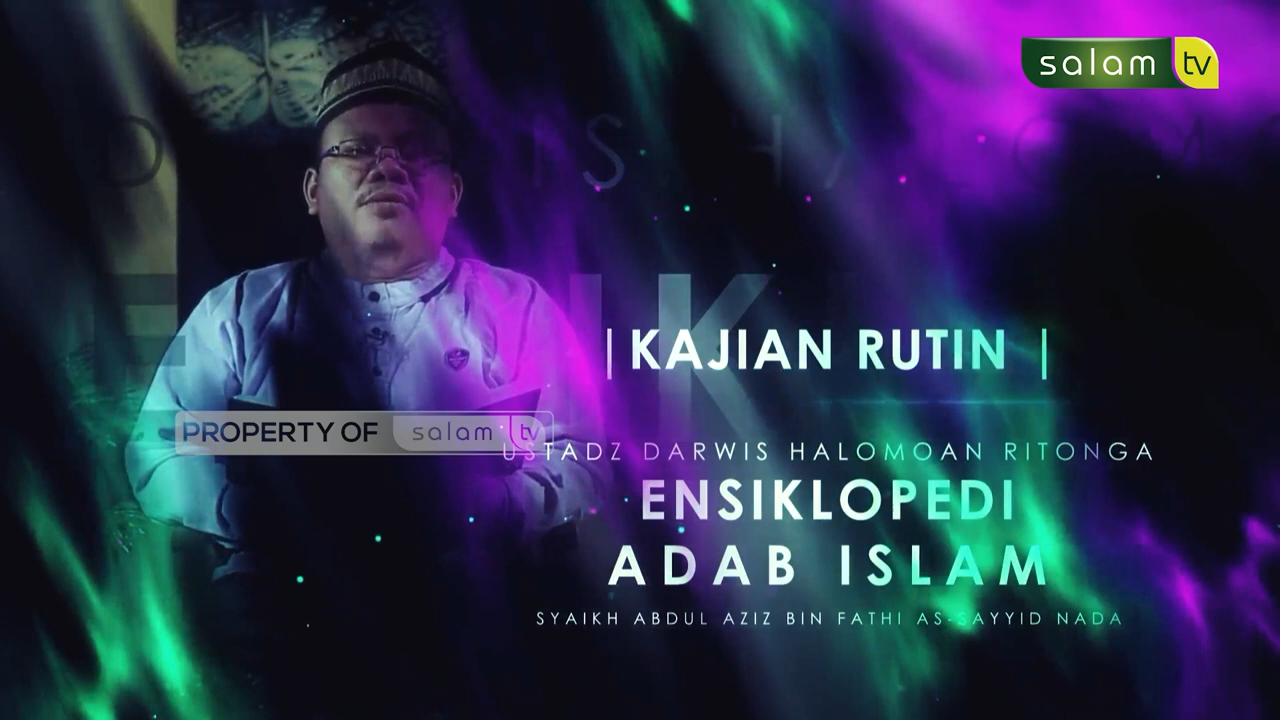 salam tv
| KAJIAN RUTIN |
PROPERTY OF salam tv
USTADZ DARWIS HALOMOAN RITONGA
ENSIKLOPEDI
ADAB ISLAM
SYAIKH ABDUL AZIZ BIN FATHI AS-SAYYID NADA